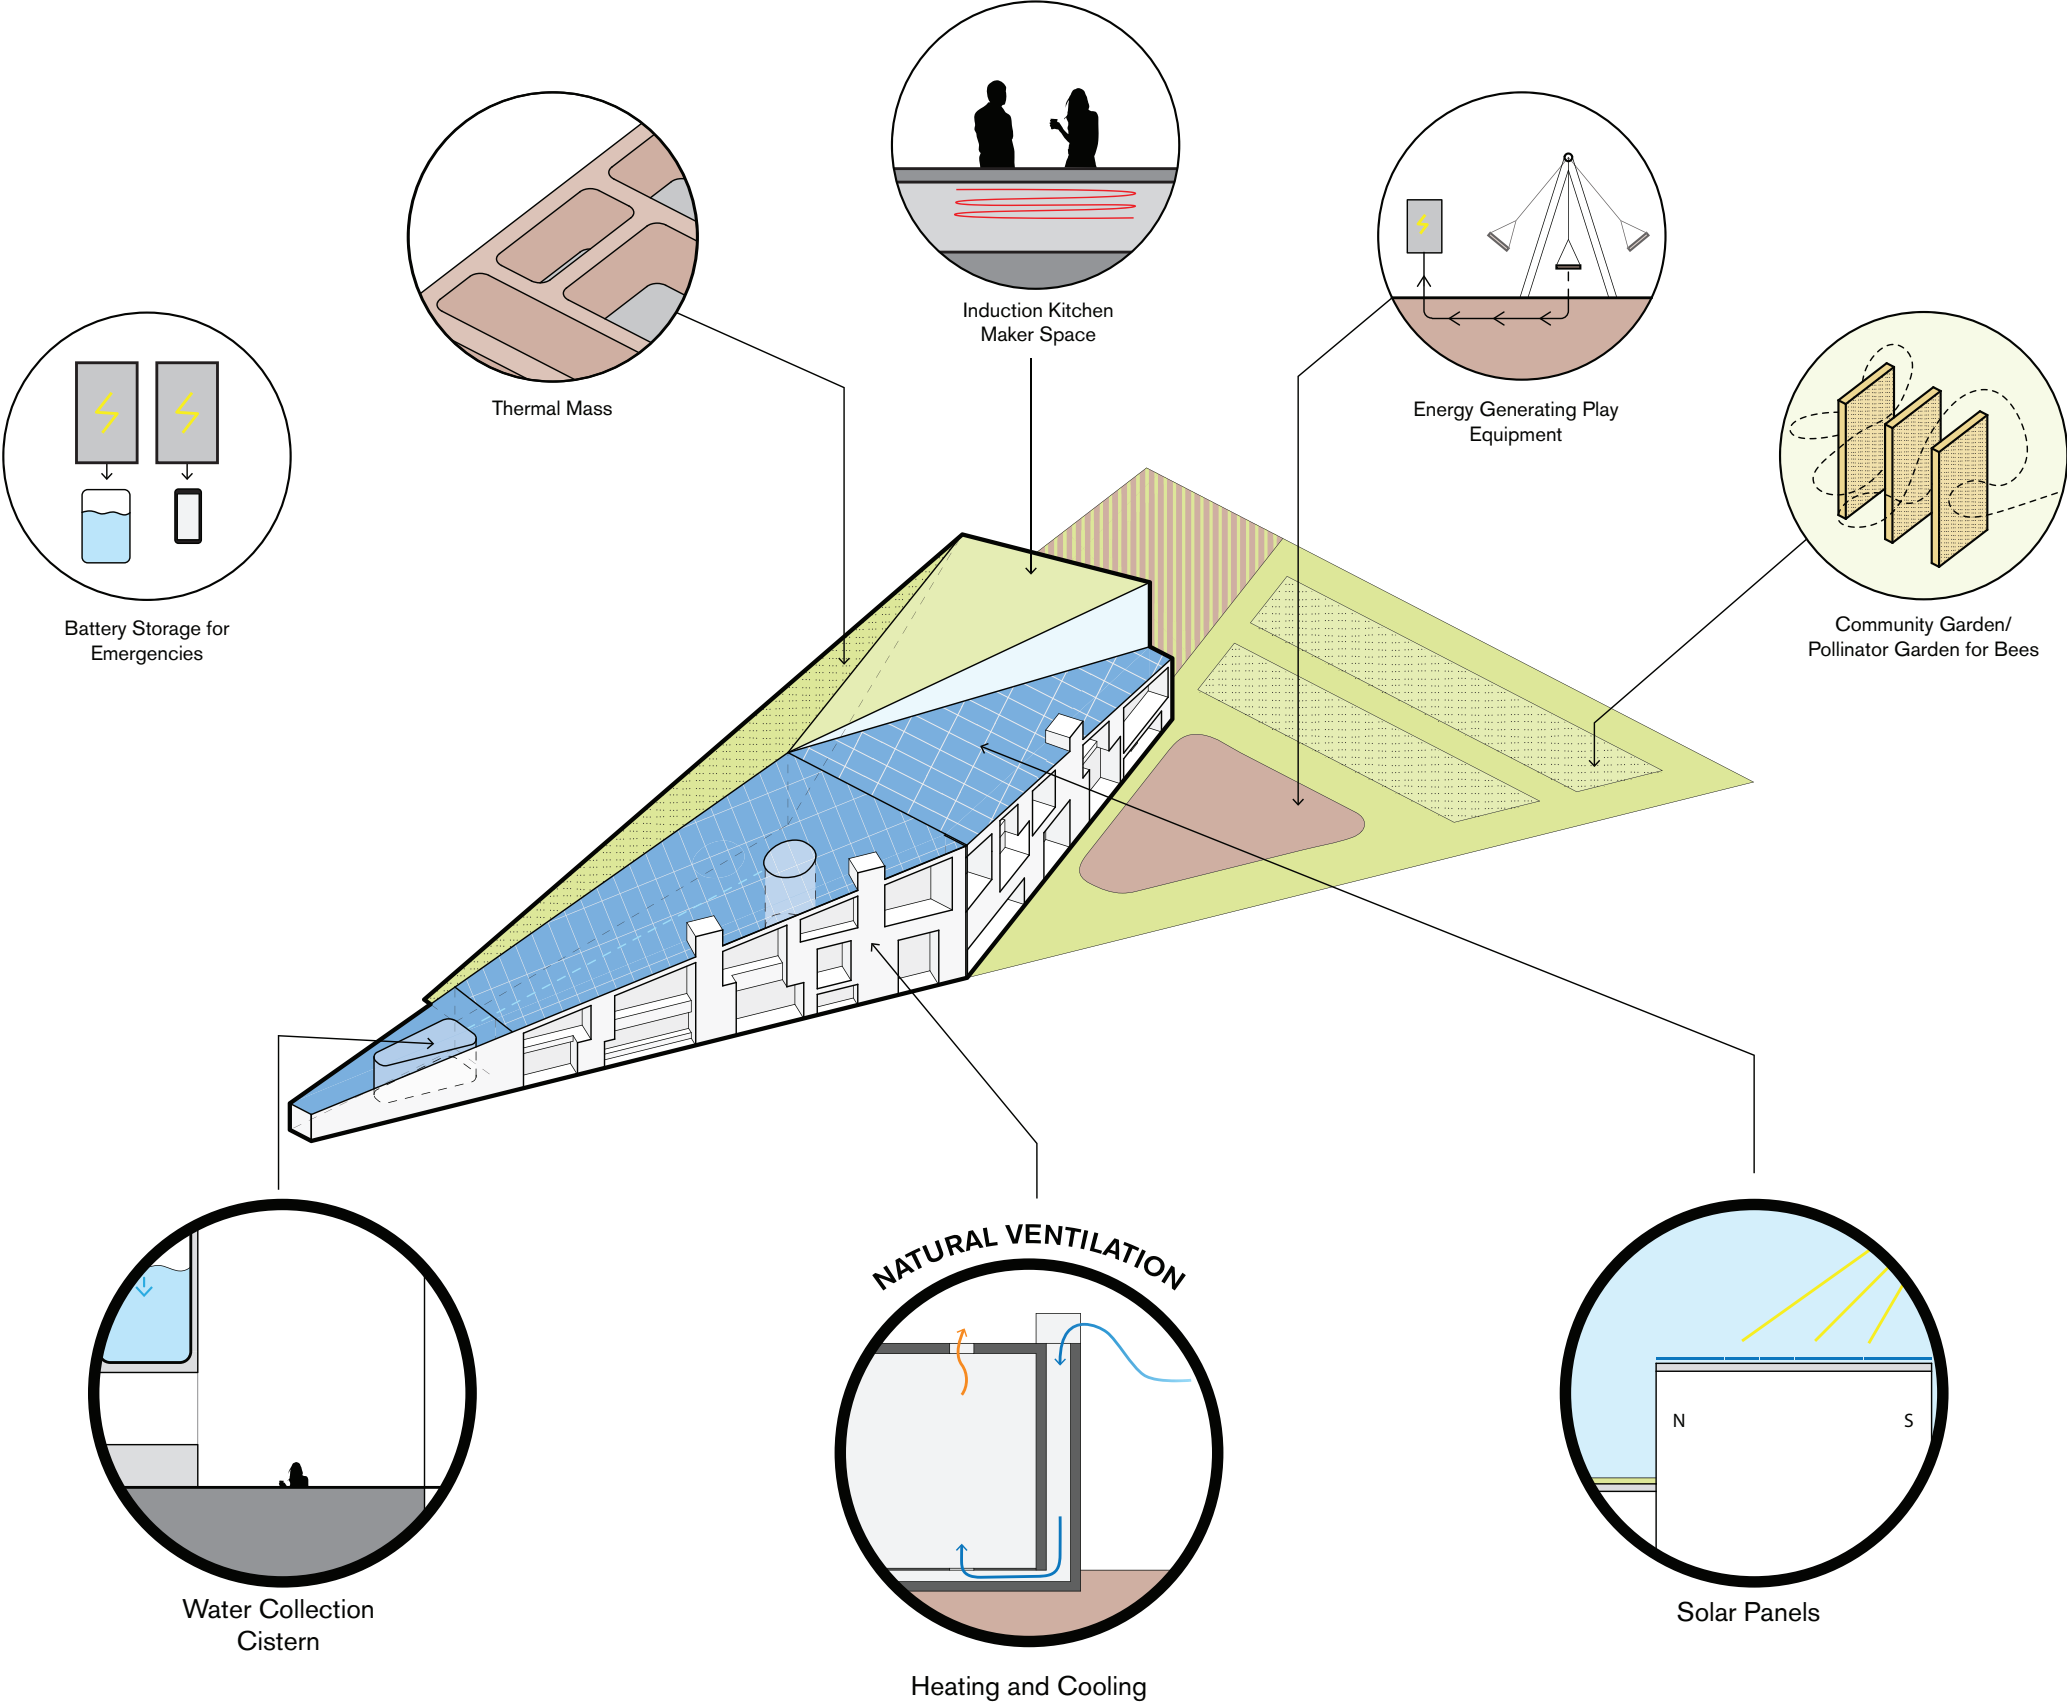 Induction Kitchen
Maker Space
Thermal Mass
Energy Generating Play
Equipment
Battery Storage for
Emergencies
Community Garden/
Pollinator Garden for Bees
NATURAL VENTILATION
N
S
Water Collection
Cistern
Heating and Cooling
Solar Panels